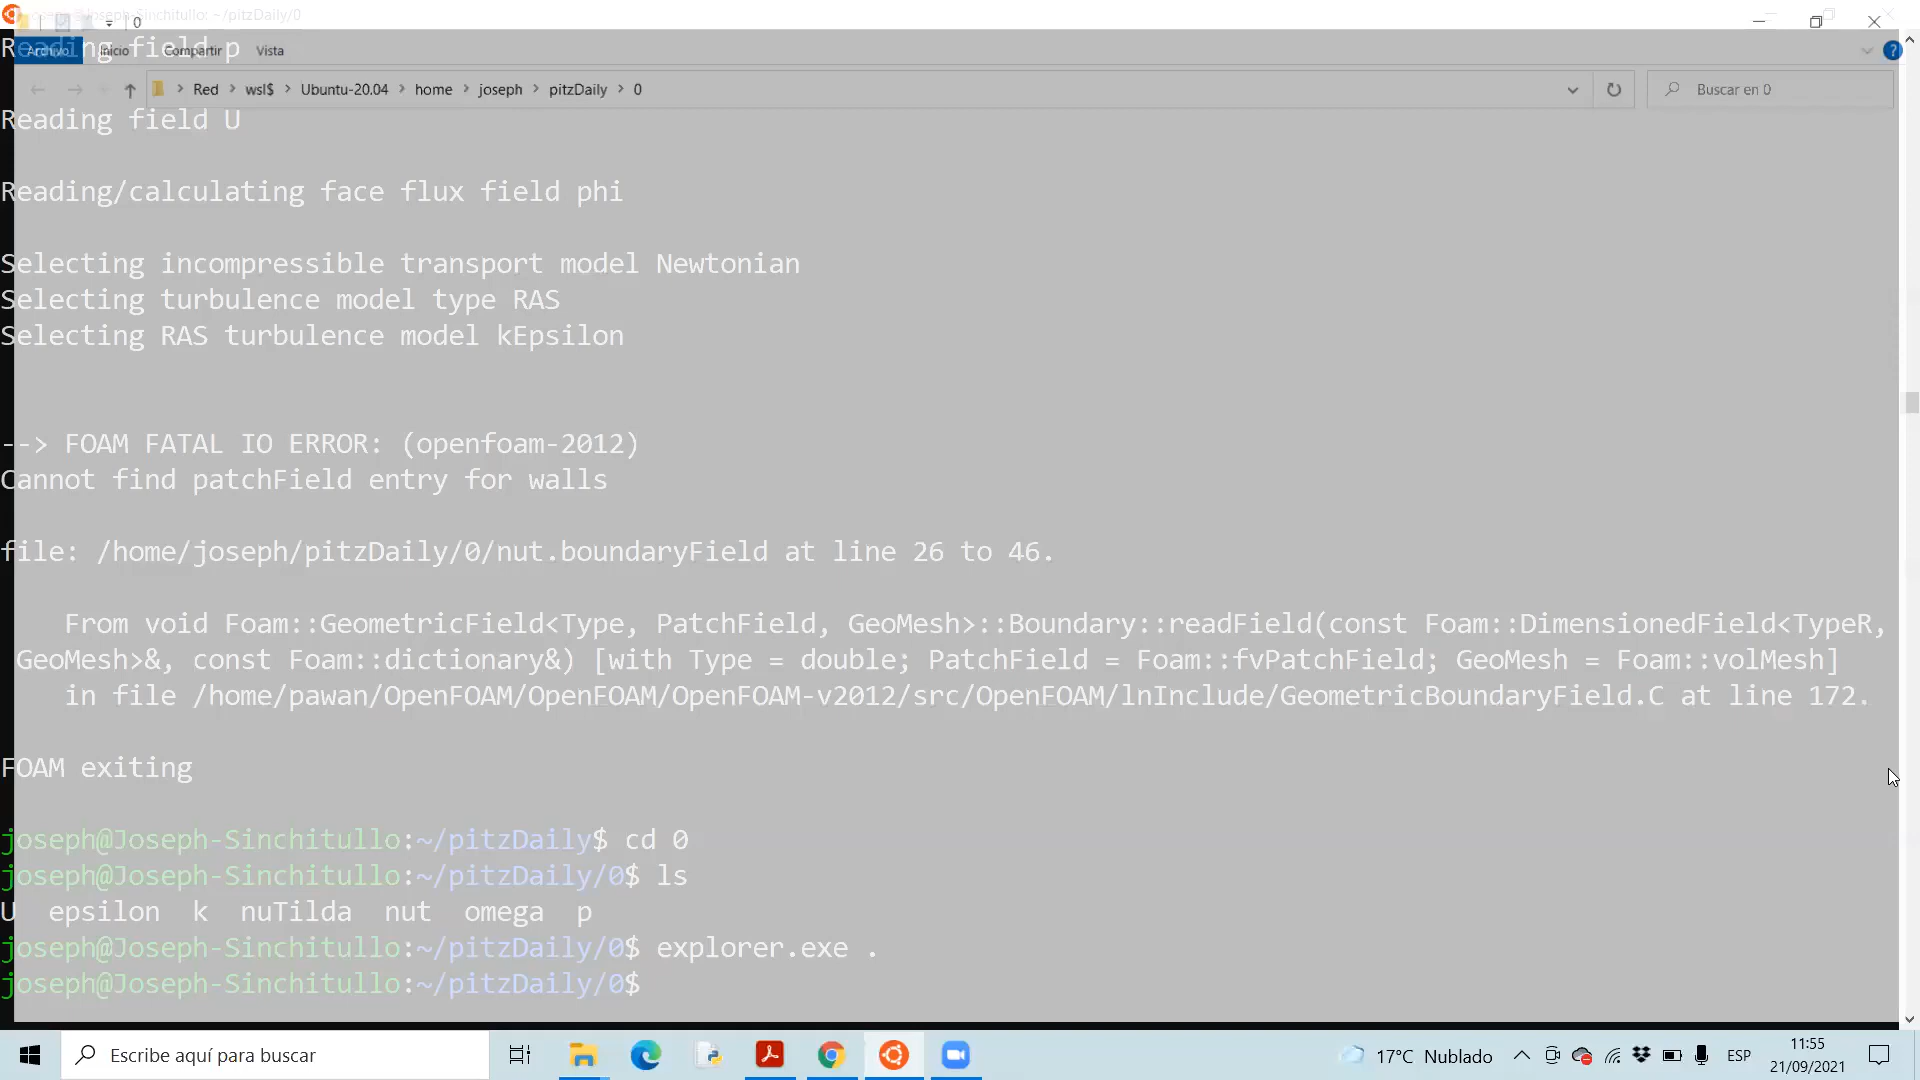 joseph@Joseph-Sinchitullo: ~/pitzDaily/0
0
Reading field p
Archivo Inicio Compartir Vista
Red wsl$ Ubuntu-20.04 home joseph pitzDaily 0
Buscar en 0
Reading field U
Reading/calculating face flux field phi
Selecting incompressible transport model Newtonian
Selecting turbulence model type RAS
Selecting RAS turbulence model kEpsilon
--> FOAM FATAL IO ERROR: (openfoam-2012)
Cannot find patchField entry for walls
file: /home/joseph/pitzDaily/0/nut.boundaryField at line 26 to 46.
From void Foam::GeometricField<Type, PatchField, GeoMesh>::Boundary::readField(const Foam::DimensionedField<TypeR,
GeoMesh>&, const Foam::dictionary&) [with Type = double; PatchField = Foam::fvPatchField; GeoMesh = Foam::volMesh]
in file /home/pawan/OpenFOAM/OpenFOAM/OpenFOAM-v2012/src/OpenFOAM/lnInclude/GeometricBoundaryField.C at line 172.
FOAM exiting
joseph@Joseph-Sinchitullo:~/pitzDaily$ cd 0
joseph@Joseph-Sinchitullo:~/pitzDaily/0$ ls
U epsilon k nuTilda nut omega p
joseph@Joseph-Sinchitullo:~/pitzDaily/0$ explorer.exe .
joseph@Joseph-Sinchitullo:~/pitzDaily/0$
Escribe aquí para buscar
17°C Nublado
ESP
11:55
21/09/2021